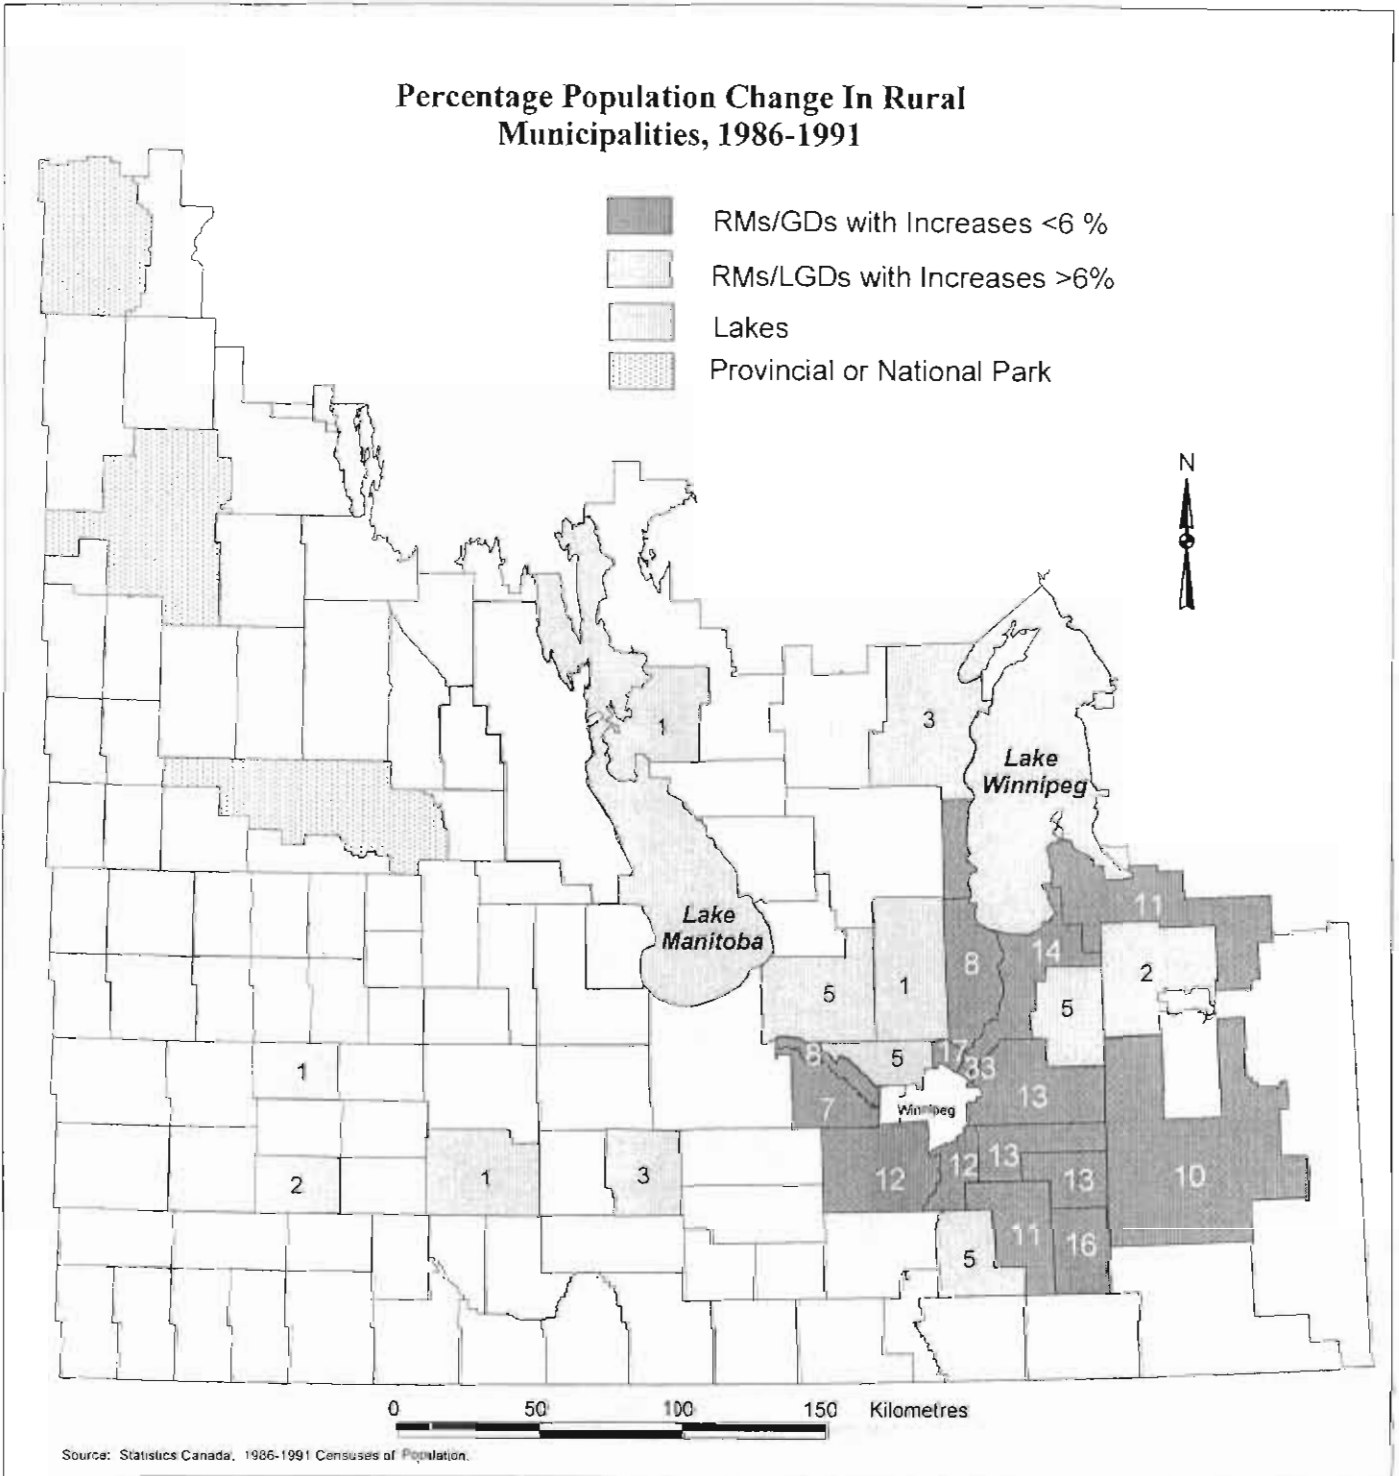 Percentage Population Change In Rural
Municipalities, 1986-1991
RMs/GDs with Increases <6 %
RMs/LGDs with Increases >6%
Lakes
Provincial or National Park
N
1
3
Lake
Winnipeg
Lake
Manitoba
11
14
8
2
5
1
5
8
5
17
33
1
7
Winnipeg
13
2
1
3
12
12
13
13
10
5
11
16
0 50 100 150 Kilometres
Source: Statistics Canada, 1986-1991 Censuses of Population.